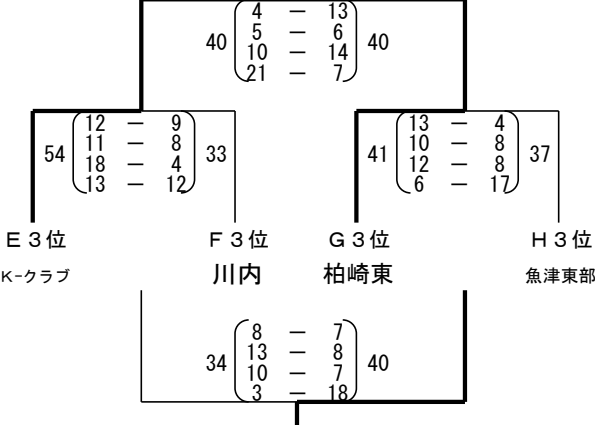 4 － 13
40 5 － 6 40
10 － 14
21 － 7
12 － 9 13 － 4
54 11 － 8 33 41 10 － 8 37
18 － 4 12 － 8
13 － 12 6 － 17
Ｅ３位 Ｆ３位 Ｇ３位 Ｈ３位
K-クラブ 川内 柏崎東 魚津東部
8 － 7
34 13 － 8 40
10 － 7
3 － 18